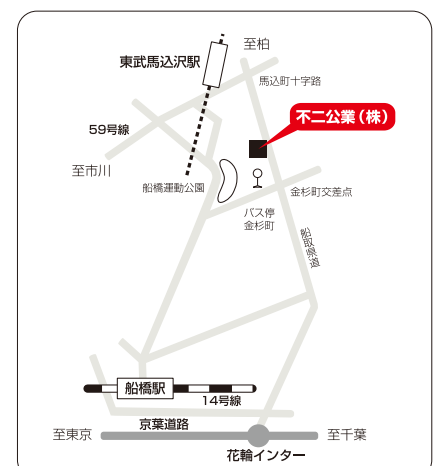 至柏
東武馬込沢駅
馬込町十字路
不二公業(株)
59号線
至市川
船橋運動公園
金杉町交差点
バス停
金杉町
船取県道
船橋駅
14号線
京葉道路
至東京
至千葉
花輪インター